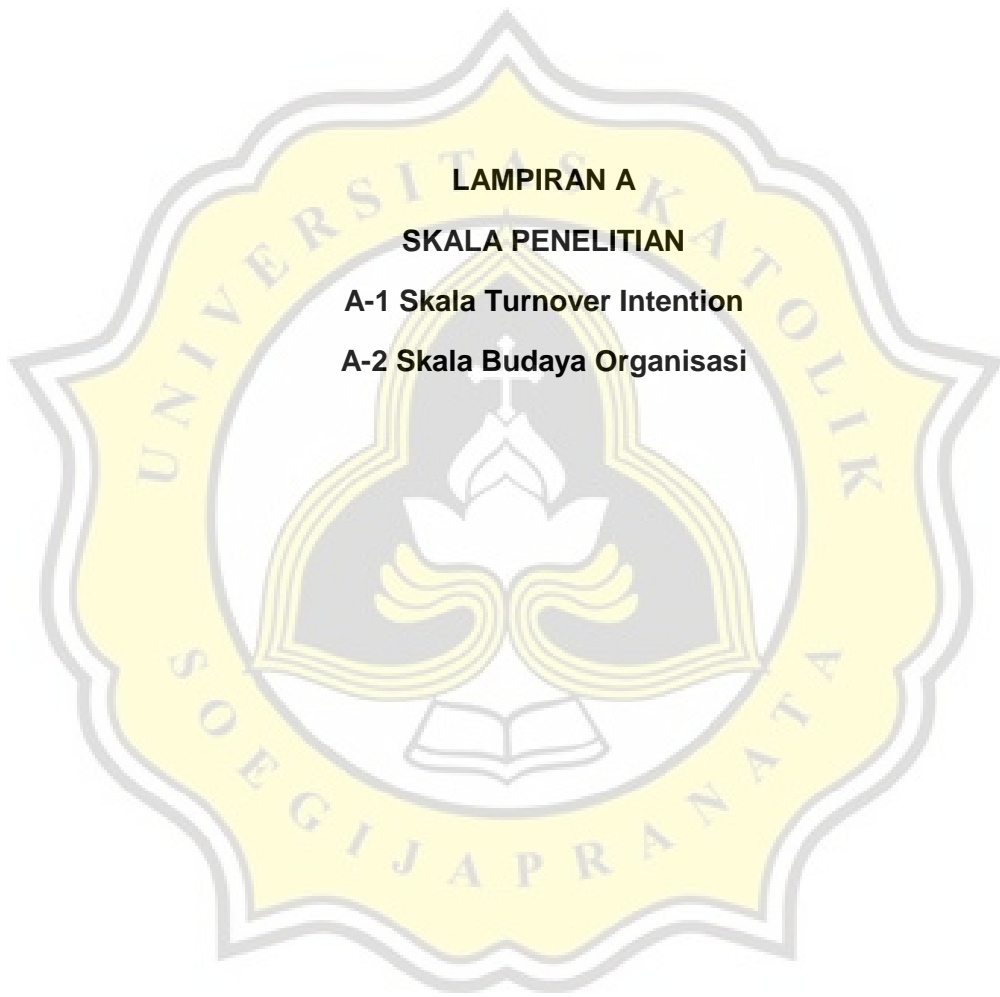 LAMPIRAN A
SKALA PENELITIAN
A-1 Skala Turnover Intention
A-2 Skala Budaya Organisasi
UNIVERSITAS KATOLIK
SOEGIJAPRANATA